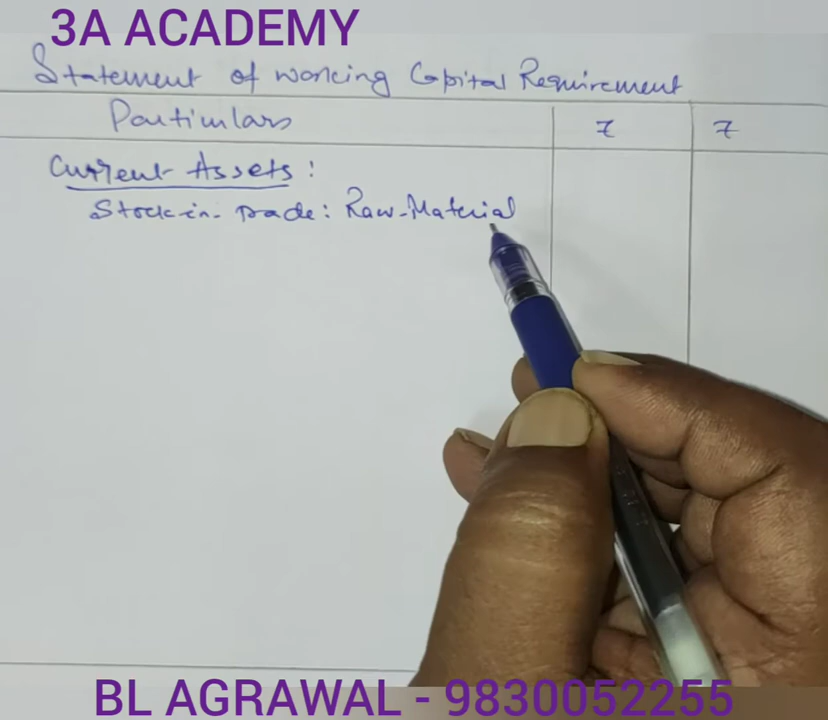 3A ACADEMY
Statement of working Capital Requirement
Particulars ₹ ₹
Current Assets:
Stock-in-trade: Raw-Material
BL AGRAWAL - 9830052255